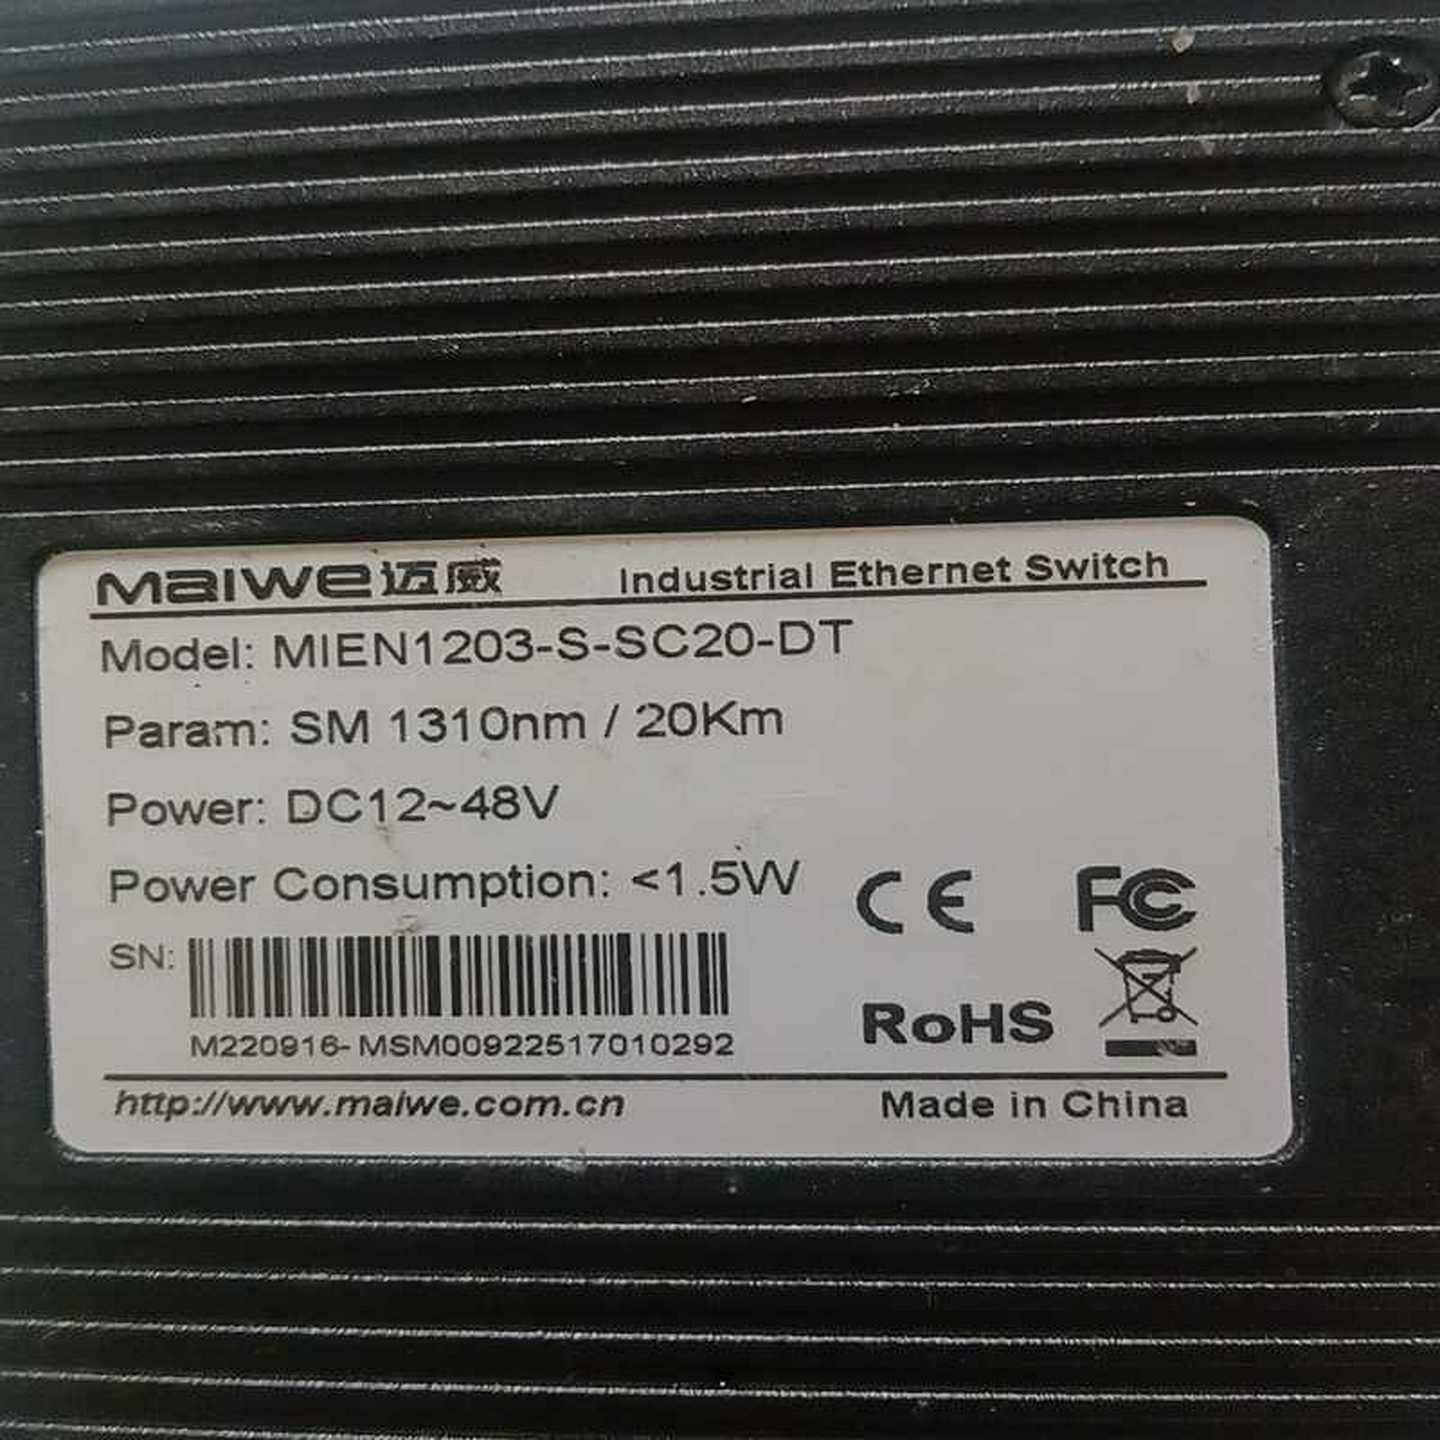 maiwe迈威 Industrial Ethernet Switch
Model: MIEN1203-S-SC20-DT
Param: SM 1310nm / 20Km
Power: DC12~48V
Power Consumption: <1.5W
CE FC
SN:
RoHS
M220916- MSM00922517010292
http://www.maiwe.com.cn Made in China